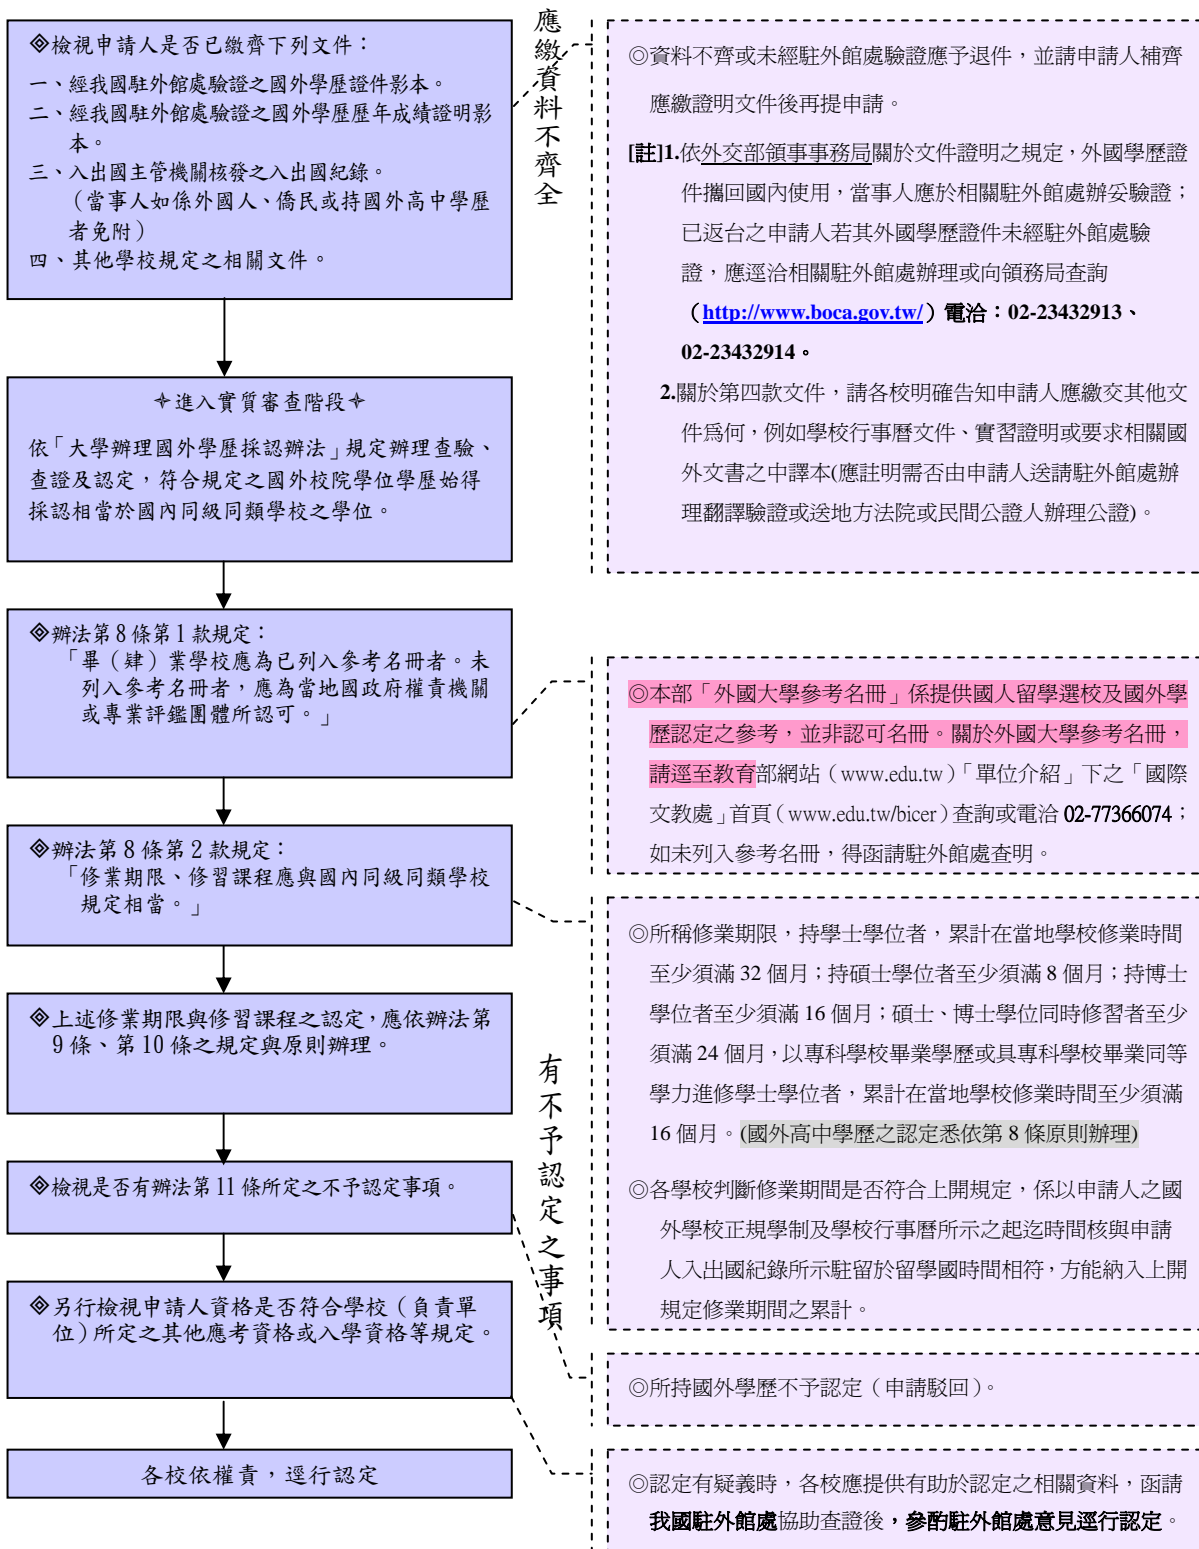 ◈檢視申請人是否已繳齊下列文件：
一、經我國駐外館處驗證之國外學歷證件影本。
二、經我國駐外館處驗證之國外學歷歷年成績證明影
本。
三、入出國主管機關核發之入出國紀錄。
（當事人如係外國人、僑民或持國外高中學歷
者免附）
四、其他學校規定之相關文件。
應繳資料不齊全
◎資料不齊或未經駐外館處驗證應予退件，並請申請人補齊
應繳證明文件後再提申請。
[註]1.依外交部領事事務局關於文件證明之規定，外國學歷證
件攜回國內使用，當事人應於相關駐外館處辦妥驗證；
已返台之申請人若其外國學歷證件未經駐外館處驗
證，應逕洽相關駐外館處辦理或向領務局查詢
（http://www.boca.gov.tw/）電洽：02-23432913、
02-23432914。
2.關於第四款文件，請各校明確告知申請人應繳交其他文
件為何，例如學校行事曆文件、實習證明或要求相關國
外文書之中譯本(應註明需否由申請人送請駐外館處辦
理翻譯驗證或送地方法院或民間公證人辦理公證)。
✦進入實質審查階段✦
依「大學辦理國外學歷採認辦法」規定辦理查驗、
查證及認定，符合規定之國外校院學位學歷始得
採認相當於國內同級同類學校之學位。
◈辦法第8條第1款規定：
「畢（肄）業學校應為已列入參考名冊者。未
列入參考名冊者，應為當地國政府權責機關
或專業評鑑團體所認可。」
◎本部「外國大學參考名冊」係提供國人留學選校及國外學
歷認定之參考，並非認可名冊。關於外國大學參考名冊，
請逕至教育部網站（www.edu.tw）「單位介紹」下之「國際
文教處」首頁（www.edu.tw/bicer）查詢或電洽 02-77366074；
如未列入參考名冊，得函請駐外館處查明。
◈辦法第8條第2款規定：
「修業期限、修習課程應與國內同級同類學校
規定相當。」
◎所稱修業期限，持學士學位者，累計在當地學校修業時間
至少須滿 32 個月；持碩士學位者至少須滿 8 個月；持博士
學位者至少須滿 16 個月；碩士、博士學位同時修習者至少
須滿 24 個月，以專科學校畢業學歷或具專科學校畢業同等
學力進修學士學位者，累計在當地學校修業時間至少須滿
16 個月。(國外高中學歷之認定悉依第 8 條原則辦理)
◎各學校判斷修業期間是否符合上開規定，係以申請人之國
外學校正規學制及學校行事曆所示之起迄時間核與申請
人入出國紀錄所示駐留於留學國時間相符，方能納入上開
規定修業期間之累計。
◈上述修業期限與修習課程之認定，應依辦法第
9條、第10條之規定與原則辦理。
◈檢視是否有辦法第11條所定之不予認定事項。
有不予認定之事項
◎所持國外學歷不予認定（申請駁回）。
◈另行檢視申請人資格是否符合學校（負責單
位）所定之其他應考資格或入學資格等規定。
各校依權責，逕行認定
◎認定有疑義時，各校應提供有助於認定之相關資料，函請
我國駐外館處協助查證後，參酌駐外館處意見逕行認定。